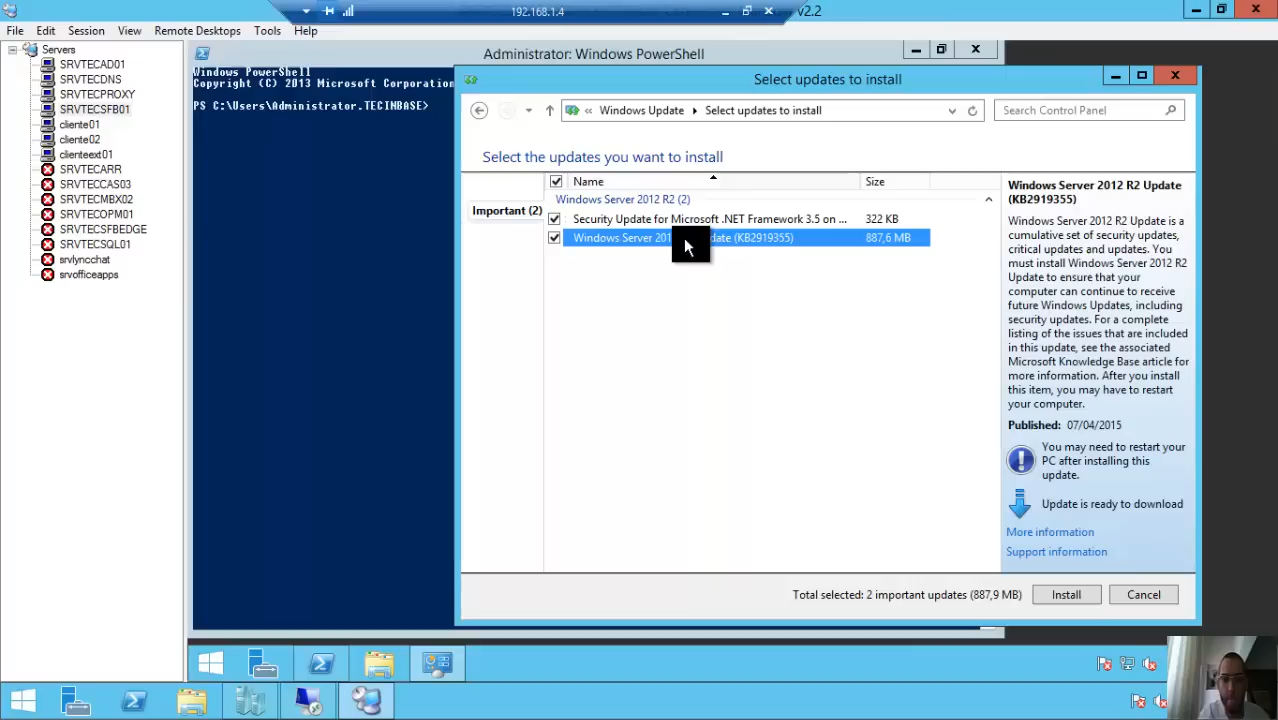 192.168.1.4
v2.2
File Edit Session View Remote Desktops Tools Help
Servers
SRVTECAD01
SRVTECDNS
SRVTECPROXY
SRVTECSFB01
cliente01
cliente02
clienteext01
SRVTECARR
SRVTECCAS03
SRVTECMBX02
SRVTECOPM01
SRVTECSFBEDGE
SRVTECSQL01
srvlyncchat
srvofficeapps
Administrator: Windows PowerShell
Windows PowerShell
Copyright (C) 2013 Microsoft Corporation
PS C:\Users\Administrator.TECINBASE>
Select updates to install
« Windows Update Select updates to install
Search Control Panel
Select the updates you want to install
Name Size
Windows Server 2012 R2 (2)
Important (2)
Security Update for Microsoft .NET Framework 3.5 on ... 322 KB
Windows Server 201 date (KB2919355) 887,6 MB
Windows Server 2012 R2 Update
(KB2919355)
Windows Server 2012 R2 Update is a
cumulative set of security updates,
critical updates and updates. You
must install Windows Server 2012 R2
Update to ensure that your
computer can continue to receive
future Windows Updates, including
security updates. For a complete
listing of the issues that are included
in this update, see the associated
Microsoft Knowledge Base article for
more information. After you install
this item, you may have to restart
your computer.
Published: 07/04/2015
You may need to restart your
PC after installing this
update.
Update is ready to download
More information
Support information
Total selected: 2 important updates (887,9 MB)
Install
Cancel